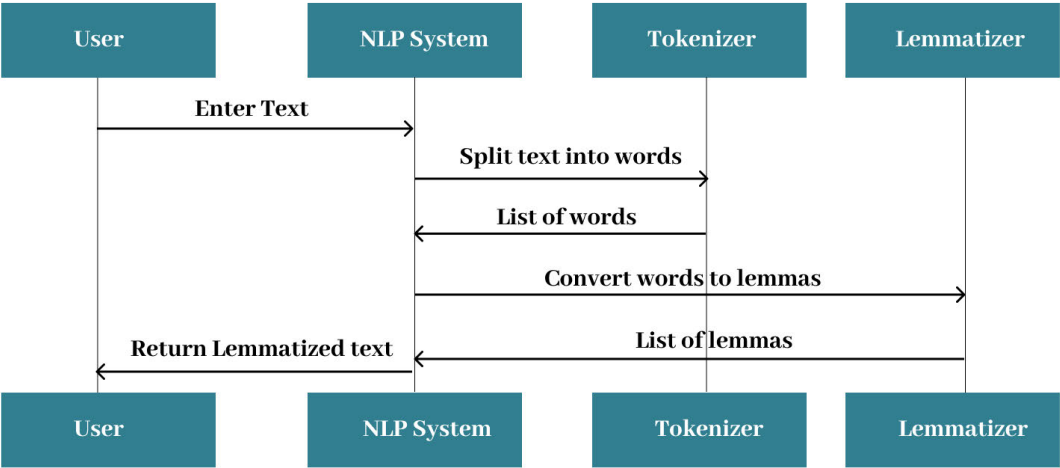 User
NLP System
Tokenizer
Lemmatizer
Enter Text
Split text into words
List of words
Convert words to lemmas
List of lemmas
Return Lemmatized text
User
NLP System
Tokenizer
Lemmatizer